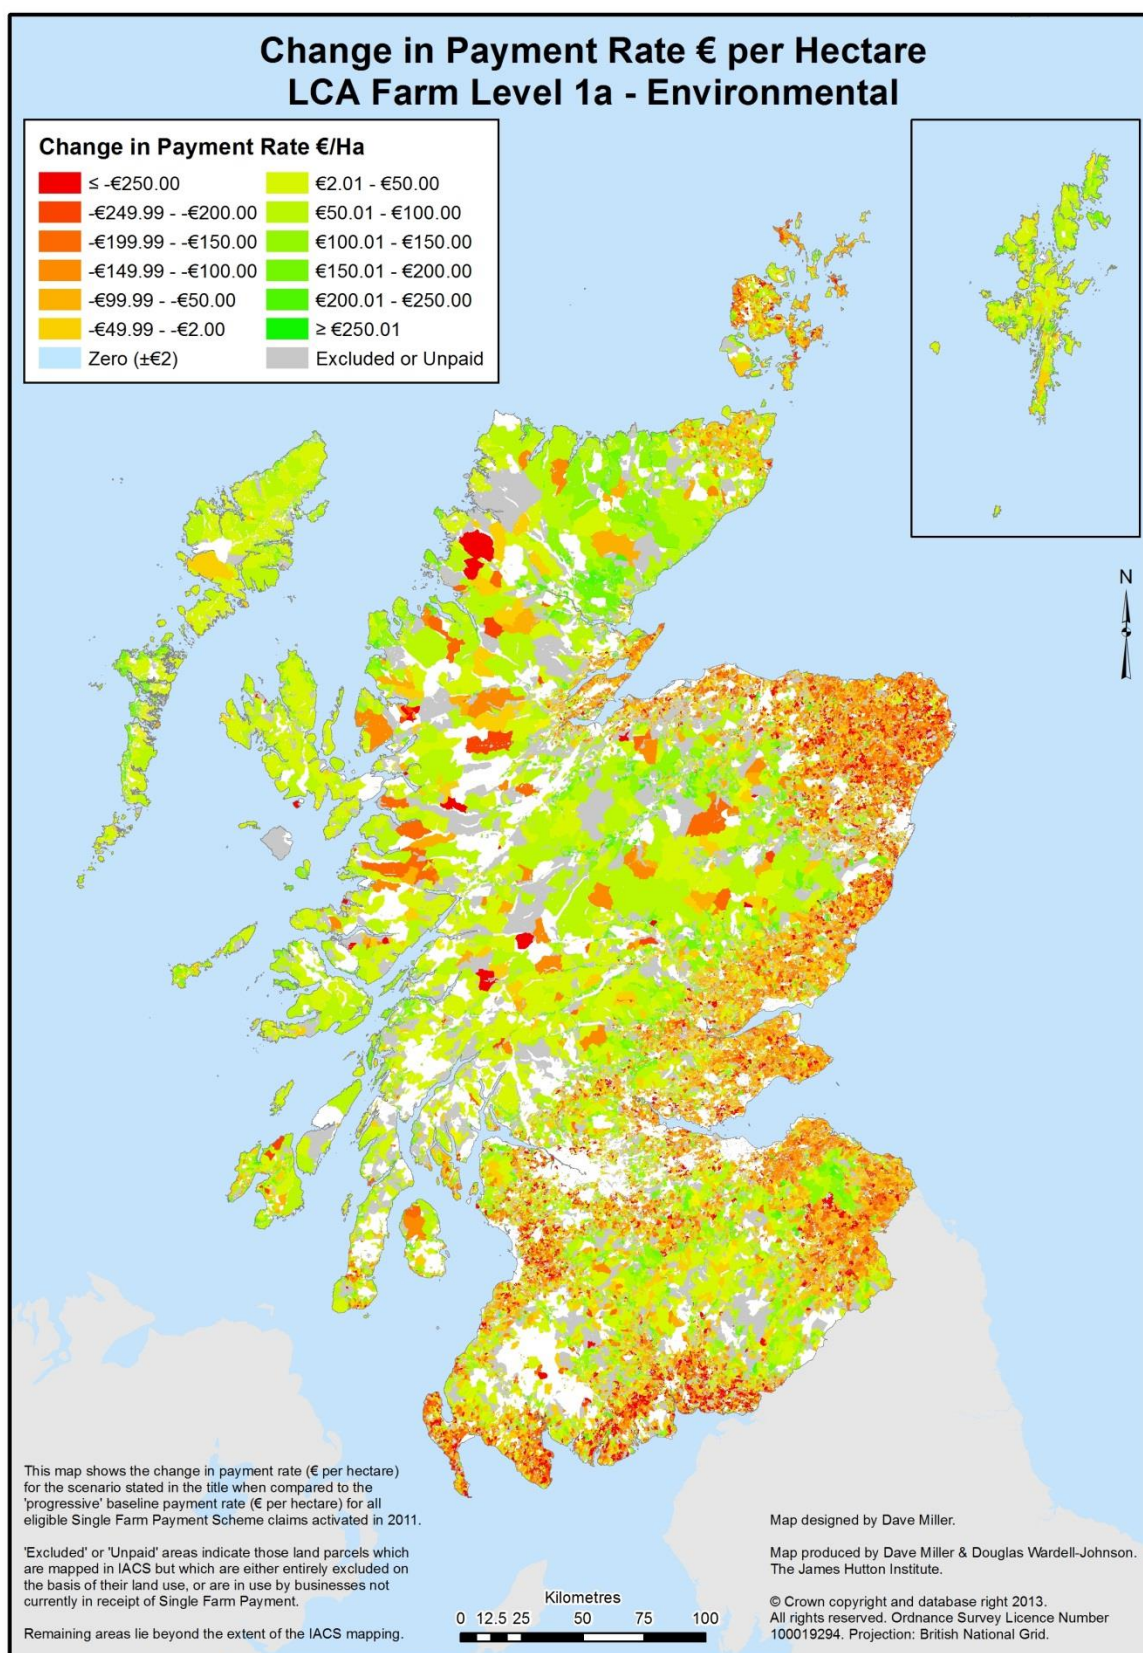 Change in Payment Rate € per Hectare
LCA Farm Level 1a - Environmental
Change in Payment Rate €/Ha
≤ -€250.00
-€249.99 - -€200.00
-€199.99 - -€150.00
-€149.99 - -€100.00
-€99.99 - -€50.00
-€49.99 - -€2.00
Zero (±€2)
€2.01 - €50.00
€50.01 - €100.00
€100.01 - €150.00
€150.01 - €200.00
€200.01 - €250.00
≥ €250.01
Excluded or Unpaid
N
This map shows the change in payment rate (€ per hectare)
for the scenario stated in the title when compared to the
'progressive' baseline payment rate (€ per hectare) for all
eligible Single Farm Payment Scheme claims activated in 2011.
'Excluded' or 'Unpaid' areas indicate those land parcels which
are mapped in IACS but which are either entirely excluded on
the basis of their land use, or are in use by businesses not
currently in receipt of Single Farm Payment.
Remaining areas lie beyond the extent of the IACS mapping.
Kilometres
0 12.5 25 50 75 100
Map designed by Dave Miller.
Map produced by Dave Miller & Douglas Wardell-Johnson.
The James Hutton Institute.
© Crown copyright and database right 2013.
All rights reserved. Ordnance Survey Licence Number
100019294. Projection: British National Grid.